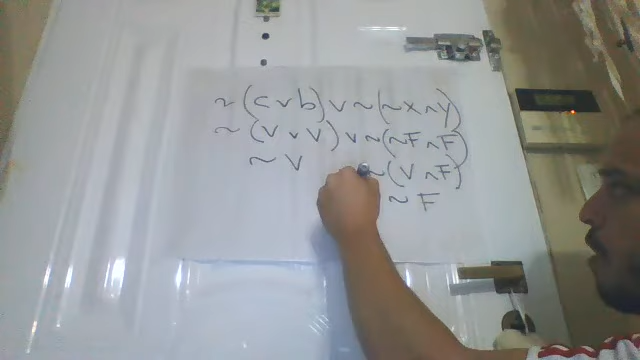 ~ (c v b) v ~ (~x ∧ y)
~ (V v V) v ~ (~F ∧ F)
~ V ~ (V ∧ F)
~ F